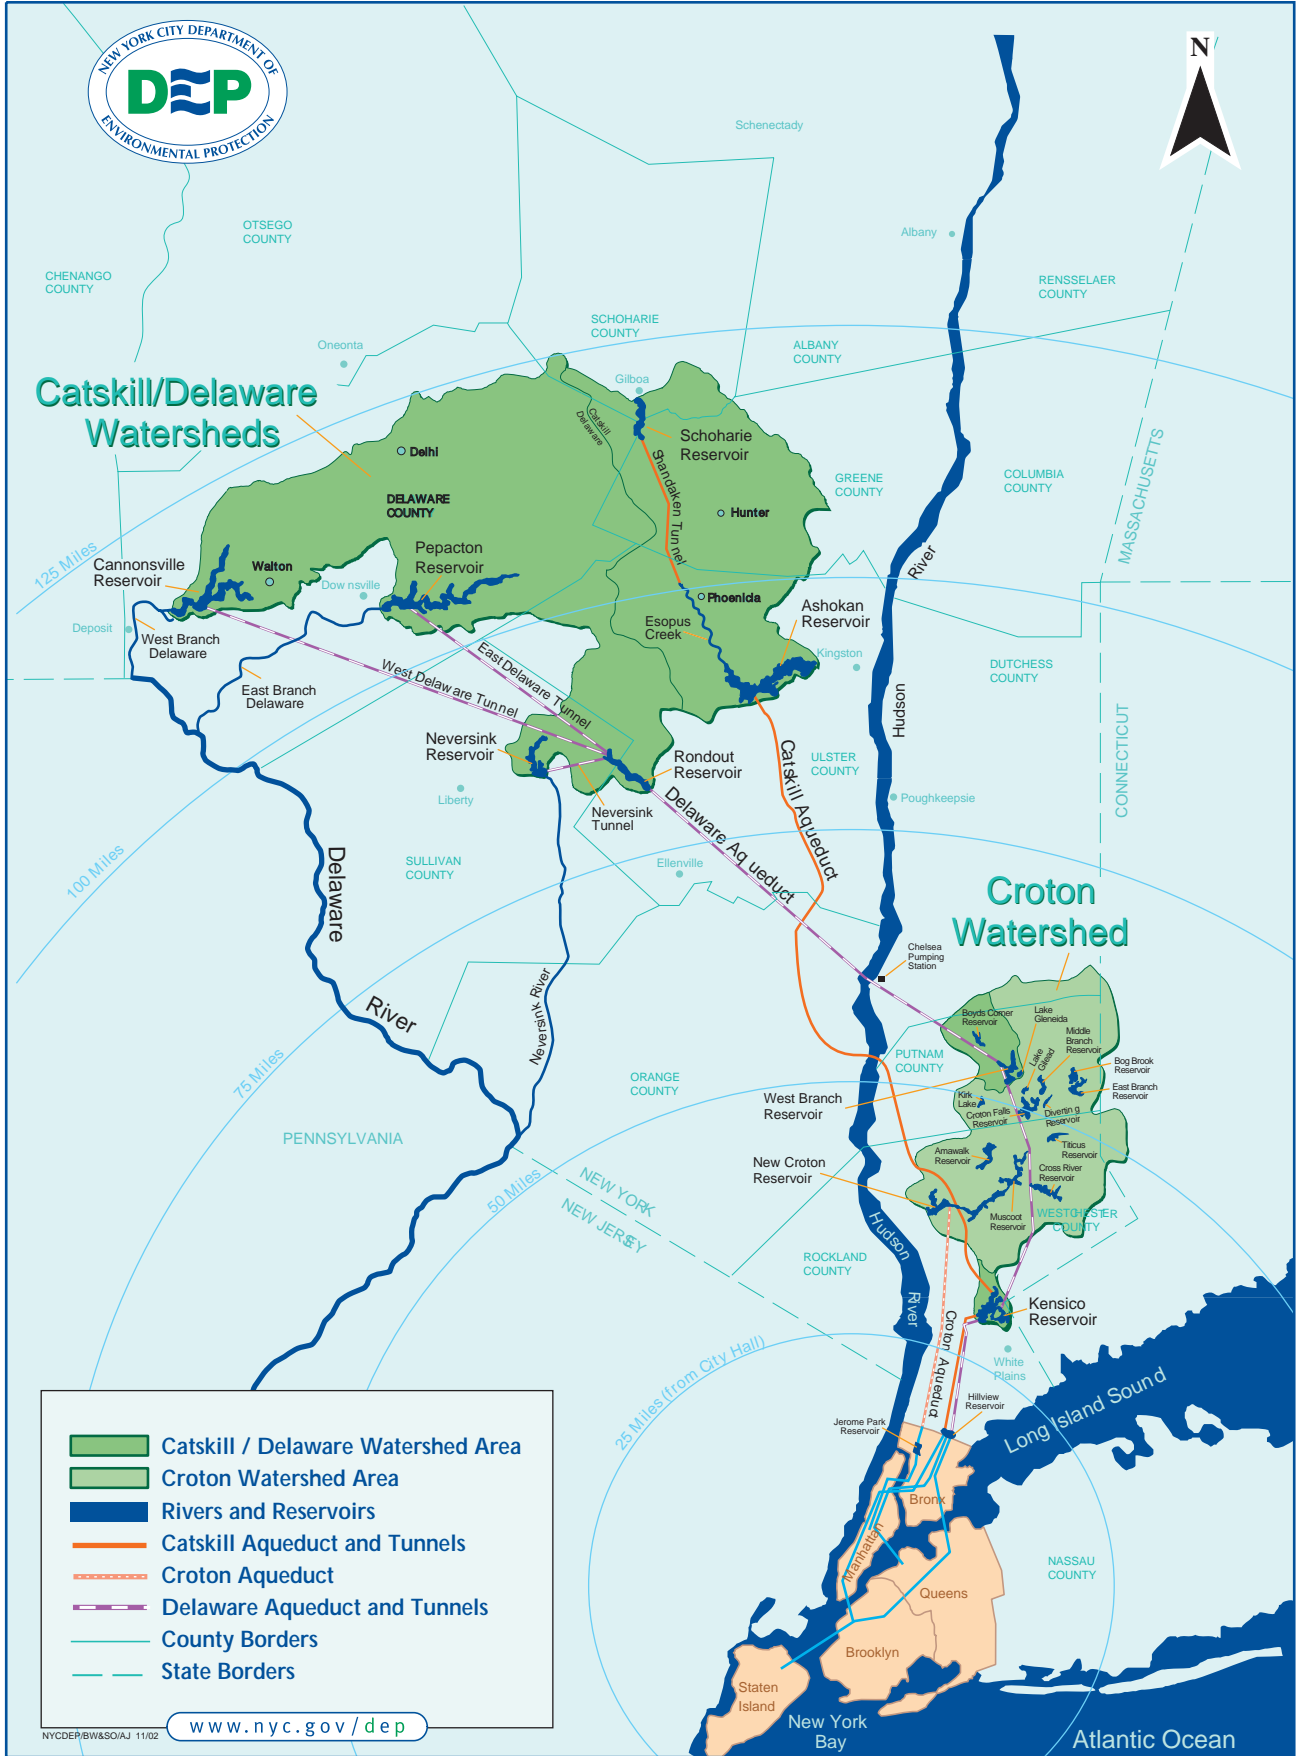 NEW YORK CITY DEPARTMENT OF
DEP
ENVIRONMENTAL PROTECTION
N
Schenectady
OTSEGO
COUNTY
Albany
CHENANGO
COUNTY
RENSSELAER
COUNTY
SCHOHARIE
COUNTY
Oneonta
ALBANY
COUNTY
Gilboa
Catskill/Delaware
Watersheds
Catskill
Delaware
Schoharie
Reservoir
Delhi
MASSACHUSETTS
GREENE
COUNTY
COLUMBIA
COUNTY
Shandaken Tunnel
DELAWARE
COUNTY
Hunter
125 Miles
Cannonsville
Reservoir
Pepacton
Reservoir
Walton
Downsville
River
Phoenicia
Ashokan
Reservoir
Esopus
Creek
Deposit
West Branch
Delaware
Kingston
East Delaware Tunnel
West Delaware Tunnel
DUTCHESS
COUNTY
East Branch
Delaware
Hudson
CONNECTICUT
Neversink
Reservoir
Rondout
Reservoir
Catskill Aqueduct
ULSTER
COUNTY
Liberty
Neversink
Tunnel
Delaware Aqueduct
Poughkeepsie
100 Miles
SULLIVAN
COUNTY
Ellenville
Delaware
Croton
Watershed
Chelsea
Pumping
Station
Neversink River
River
Boyds Corner
Reservoir
Lake
Gleneida
Middle
Branch
Reservoir
Lake
Gilead
Bog Brook
Reservoir
75 Miles
PUTNAM
COUNTY
ORANGE
COUNTY
East Branch
Reservoir
West Branch
Reservoir
Kirk
Lake
Croton Falls
Reservoir
Diverting
Reservoir
PENNSYLVANIA
Amawalk
Reservoir
Titicus
Reservoir
New Croton
Reservoir
Cross River
Reservoir
50 Miles
NEW YORK
NEW JERSEY
Muscoot
Reservoir
WESTCHESTER
COUNTY
Hudson
ROCKLAND
COUNTY
River
Kensico
Reservoir
Croton Aqueduct
25 Miles (from City Hall)
White
Plains
Hillview
Reservoir
Jerome Park
Reservoir
Long Island Sound
Catskill / Delaware Watershed Area
Croton Watershed Area
Rivers and Reservoirs
Catskill Aqueduct and Tunnels
Croton Aqueduct
Delaware Aqueduct and Tunnels
County Borders
State Borders
Bronx
Manhattan
NASSAU
COUNTY
Queens
Brooklyn
Staten
Island
New York
Bay
Atlantic Ocean
NYCDEP/BW&SO/AJ 11/02
www.nyc.gov/dep